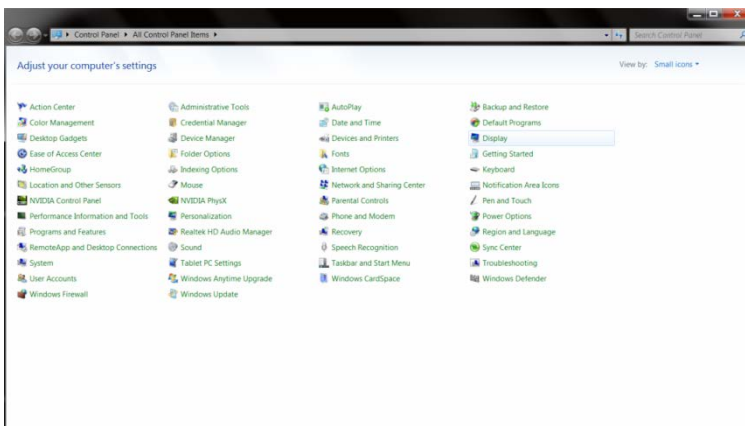 Control Panel All Control Panel Items Search Control Panel
Adjust your computer's settings View by: Small icons
Action Center Administrative Tools AutoPlay Backup and Restore
Color Management Credential Manager Date and Time Default Programs
Desktop Gadgets Device Manager Devices and Printers Display
Ease of Access Center Folder Options Fonts Getting Started
HomeGroup Indexing Options Internet Options Keyboard
Location and Other Sensors Mouse Network and Sharing Center Notification Area Icons
NVIDIA Control Panel NVIDIA PhysX Parental Controls Pen and Touch
Performance Information and Tools Personalization Phone and Modem Power Options
Programs and Features Realtek HD Audio Manager Recovery Region and Language
RemoteApp and Desktop Connections Sound Speech Recognition Sync Center
System Tablet PC Settings Taskbar and Start Menu Troubleshooting
User Accounts Windows Anytime Upgrade Windows CardSpace Windows Defender
Windows Firewall Windows Update